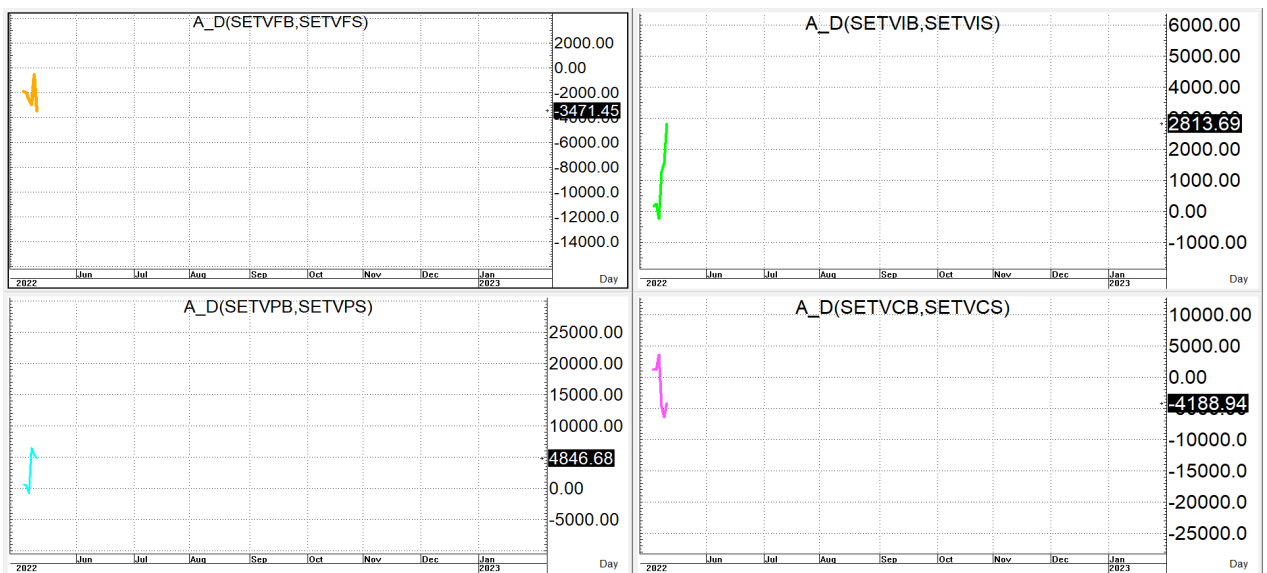 A_D(SETVFB,SETVFS)
2000.00
0.00
-2000.00
-3471.45
-4000.00
-6000.00
-8000.00
-10000.0
-12000.0
-14000.0
Jun Jul Aug Sep Oct Nov Dec Jan
2022 2023 Day
A_D(SETVIB,SETVIS)
6000.00
5000.00
4000.00
2813.69
2000.00
1000.00
0.00
-1000.00
Jun Jul Aug Sep Oct Nov Dec Jan
2022 2023 Day
A_D(SETVPB,SETVPS)
25000.00
20000.00
15000.00
10000.00
4846.68
0.00
-5000.00
Jun Jul Aug Sep Oct Nov Dec Jan
2022 2023 Day
A_D(SETVCB,SETVCS)
10000.00
5000.00
0.00
-4188.94
-10000.0
-15000.0
-20000.0
-25000.0
Jun Jul Aug Sep Oct Nov Dec Jan
2022 2023 Day